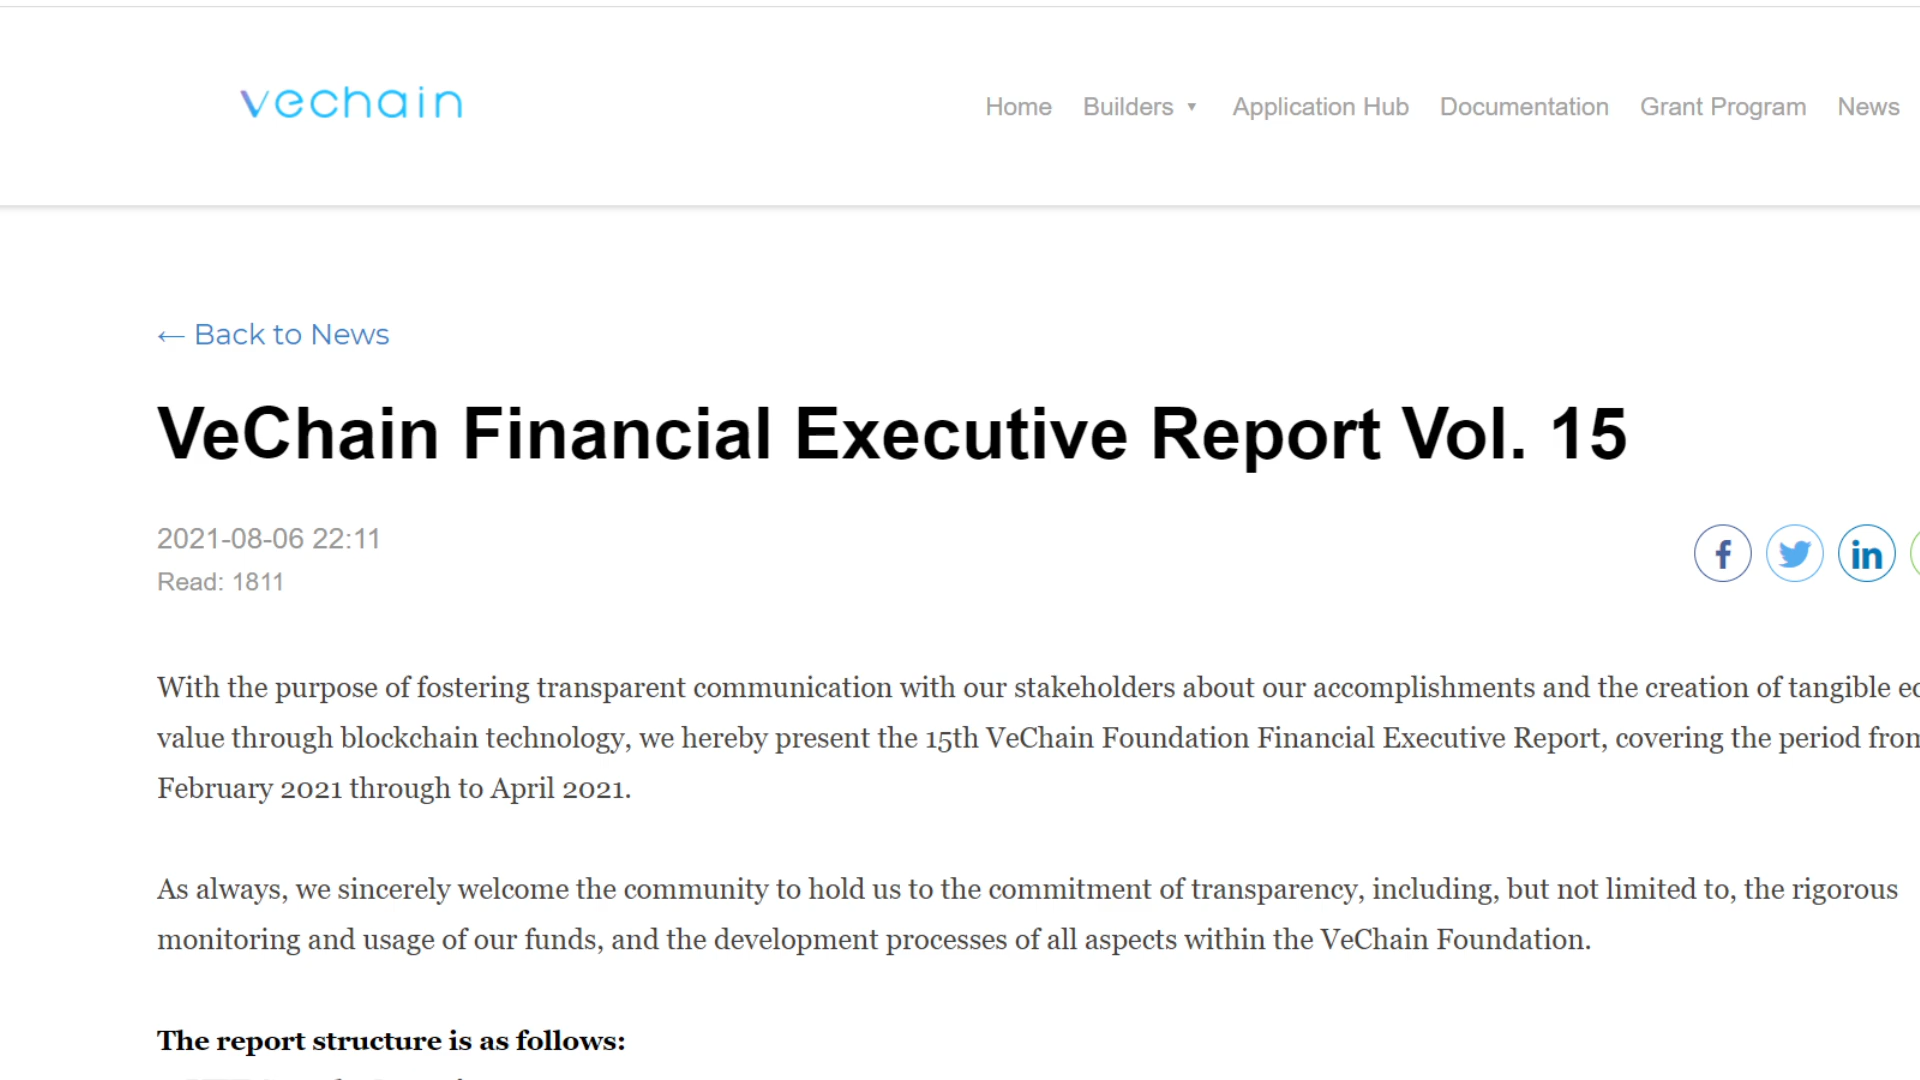 vechain
Home Builders ▼ Application Hub Documentation Grant Program News
← Back to News
VeChain Financial Executive Report Vol. 15
2021-08-06 22:11
Read: 1811
f in
With the purpose of fostering transparent communication with our stakeholders about our accomplishments and the creation of tangible
value through blockchain technology, we hereby present the 15th VeChain Foundation Financial Executive Report, covering the period from
February 2021 through to April 2021.
As always, we sincerely welcome the community to hold us to the commitment of transparency, including, but not limited to, the rigorous
monitoring and usage of our funds, and the development processes of all aspects within the VeChain Foundation.
The report structure is as follows: